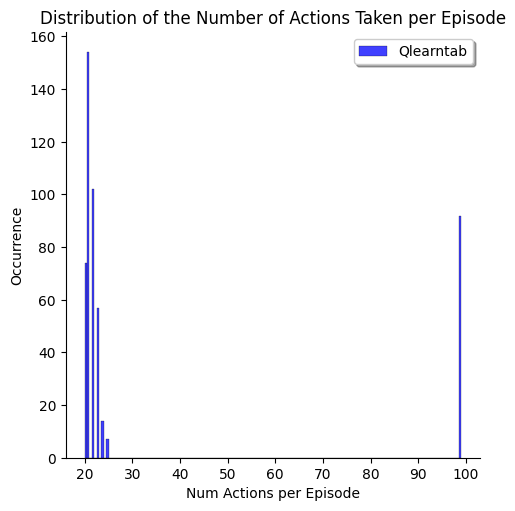 Distribution of the Number of Actions Taken per Episode
Qlearntab
160
140
120
100
80
60
40
20
0
Occurrence
20 30 40 50 60 70 80 90 100
Num Actions per Episode